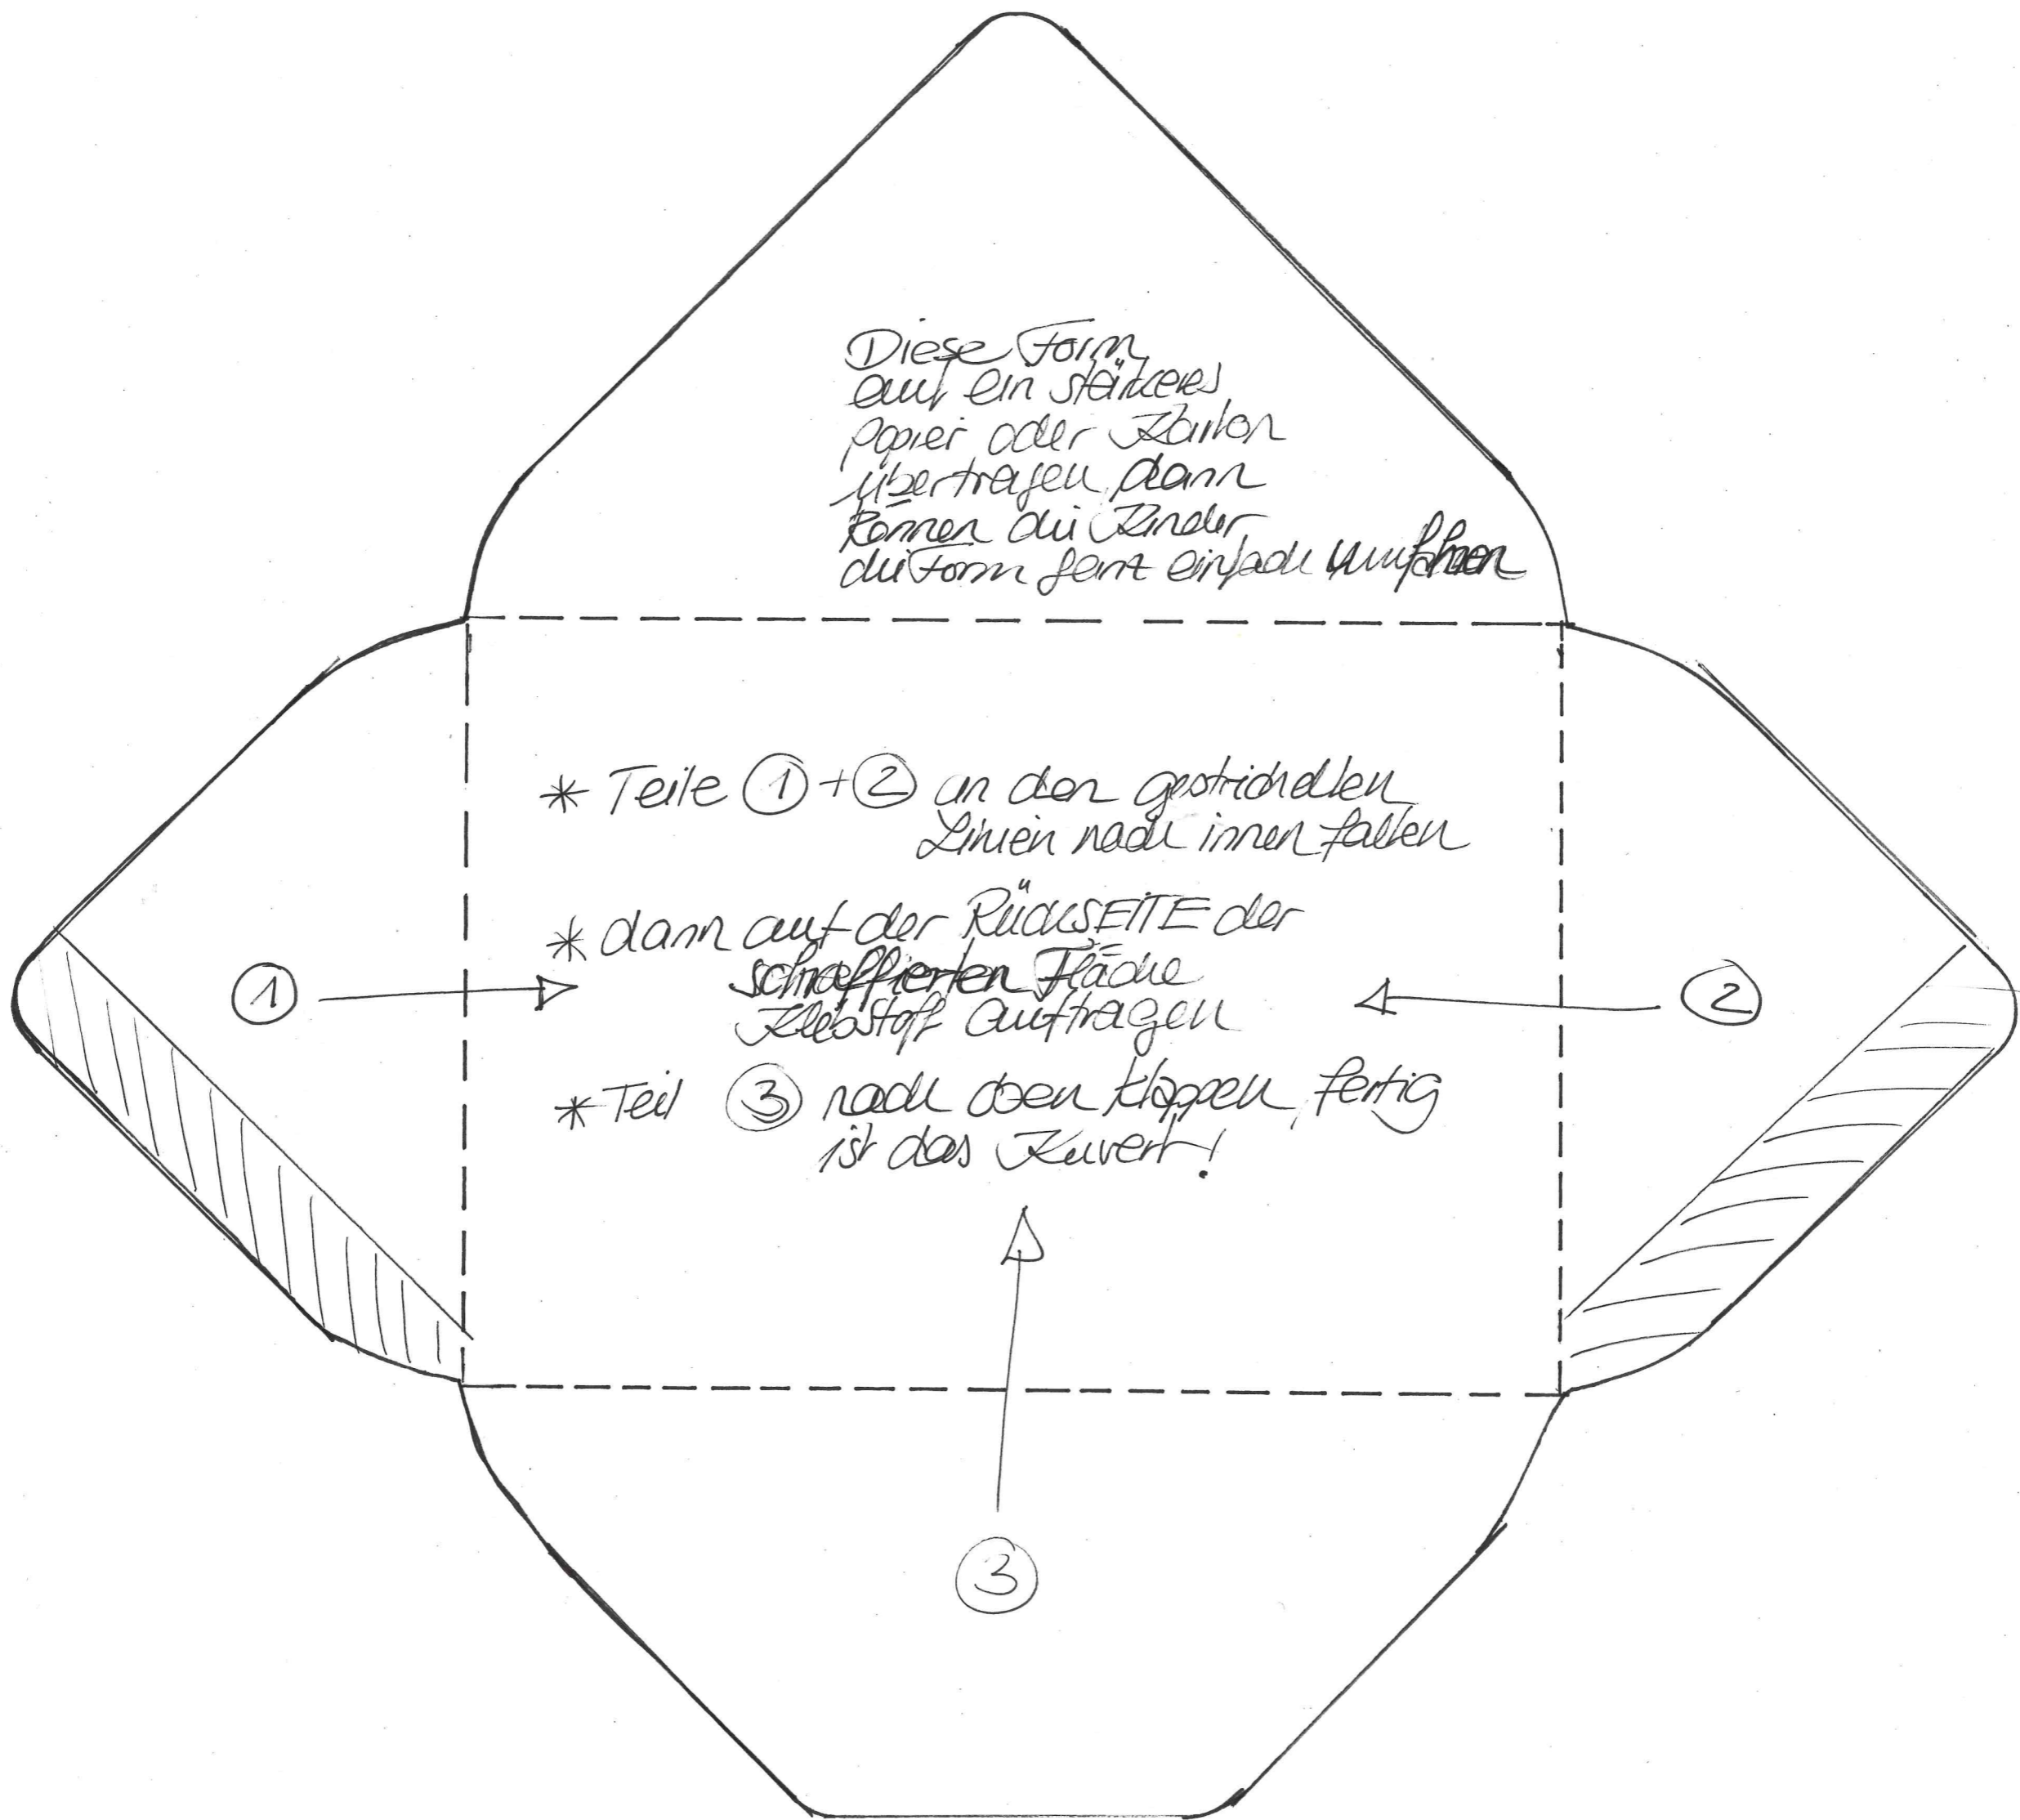 Diese Form
auf ein stärkeres
Papier oder Karton
übertragen, dann
können die Kinder
die Form ganz einfach umfahren
* Teile ① + ② an den gestrichelten
Linien nach innen falten
* dann auf der RückSEITE der
schraffierten Fläche
①
②
Klebstoff auftragen
* Teil ③ nach oben klappen, fertig
ist das Kuvert!
③